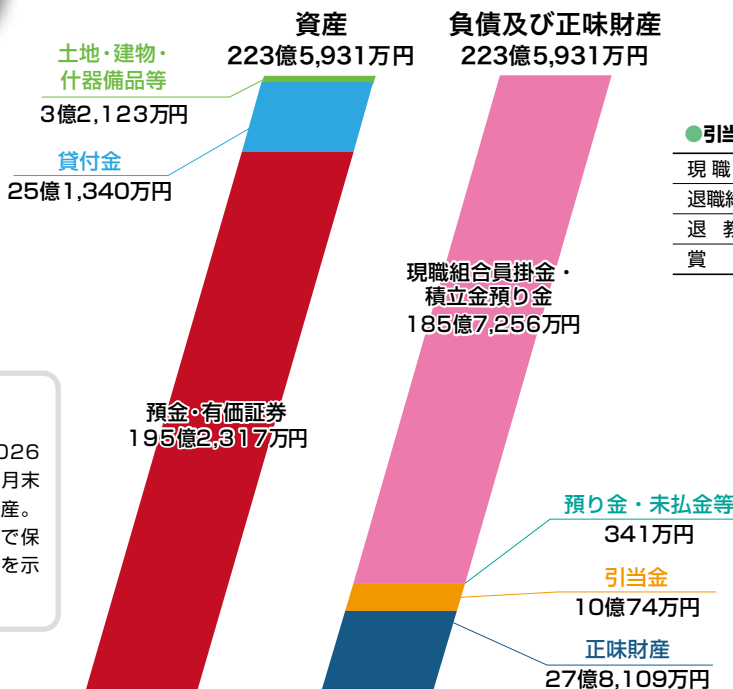 資産
223億5,931万円
負債及び正味財産
223億5,931万円
土地・建物・
什器備品等
3億2,123万円
貸付金
25億1,340万円
預金・有価証券
195億2,317万円
現職組合員掛金・
積立金預り金
185億7,256万円
預り金・未払金等
341万円
引当金
10億74万円
正味財産
27億8,109万円
●引当
現 職
退職
退 教
賞
026
月末
産。
で保
を示